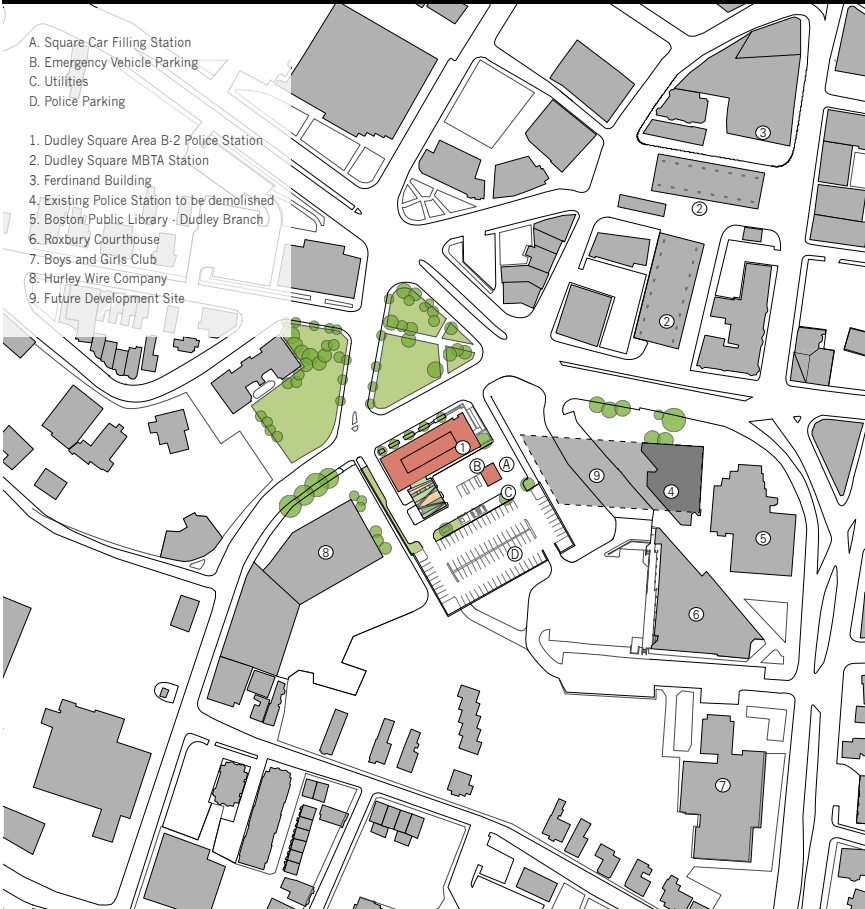 A. Square Car Filling Station
B. Emergency Vehicle Parking
C. Utilities
D. Police Parking
1. Dudley Square Area B-2 Police Station
2. Dudley Square MBTA Station
3. Ferdinand Building
4. Existing Police Station to be demolished
5. Boston Public Library - Dudley Branch
6. Roxbury Courthouse
7. Boys and Girls Club
8. Hurley Wire Company
9. Future Development Site
3
2
2
1
B
A
C
9
4
D
5
8
6
7